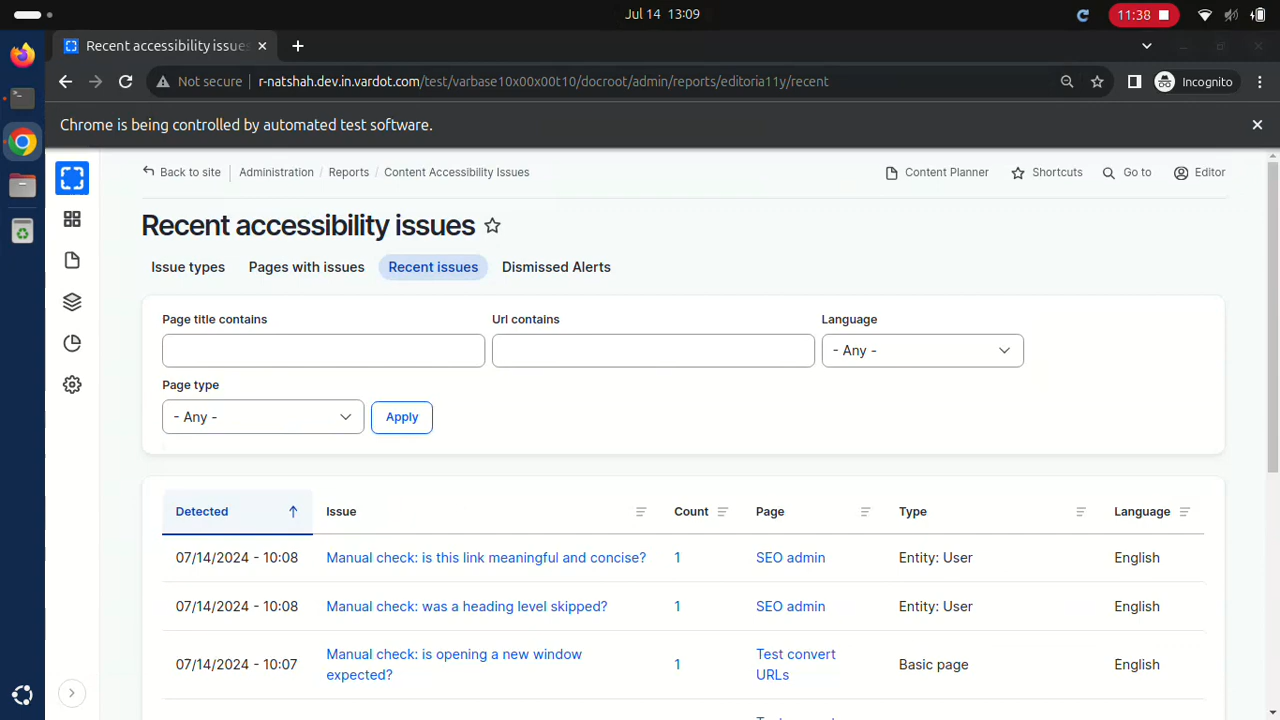 Jul 14 13:09
11:38
Recent accessibility issues
Not secure
r-natshah.dev.in.vardot.com/test/varbase10x00x00t10/docroot/admin/reports/editoria11y/recent
Incognito
Chrome is being controlled by automated test software.
Back to site
Administration / Reports / Content Accessibility Issues
Content Planner
Shortcuts
Go to
Editor
Recent accessibility issues
Issue types
Pages with issues
Recent issues
Dismissed Alerts
Page title contains
Url contains
Language
- Any -
Page type
- Any -
Apply
Detected Issue Count Page Type Language
07/14/2024 - 10:08 Manual check: is this link meaningful and concise? 1 SEO admin Entity: User English
07/14/2024 - 10:08 Manual check: was a heading level skipped? 1 SEO admin Entity: User English
07/14/2024 - 10:07 Manual check: is opening a new window expected? 1 Test convert URLs Basic page English